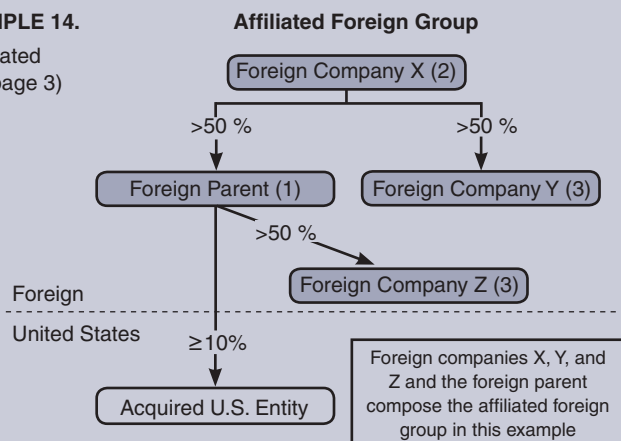 PLE 14.
Affiliated Foreign Group
ated
page 3)
Foreign Company X (2)
>50 %
>50 %
Foreign Parent (1)
Foreign Company Y (3)
>50 %
Foreign Company Z (3)
Foreign
United States
≥10%
Acquired U.S. Entity
Foreign companies X, Y, and
Z and the foreign parent
compose the affiliated foreign
group in this example